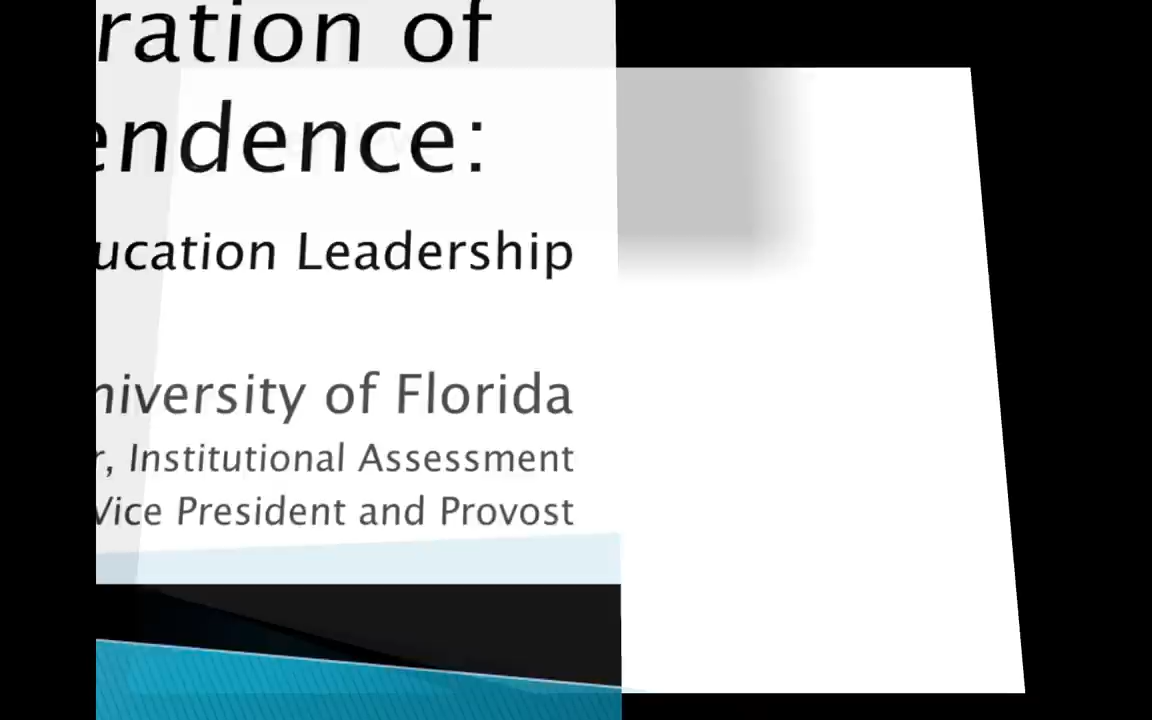 ration of
endence:
ucation Leadership
niversity of Florida
r, Institutional Assessment
Vice President and Provost